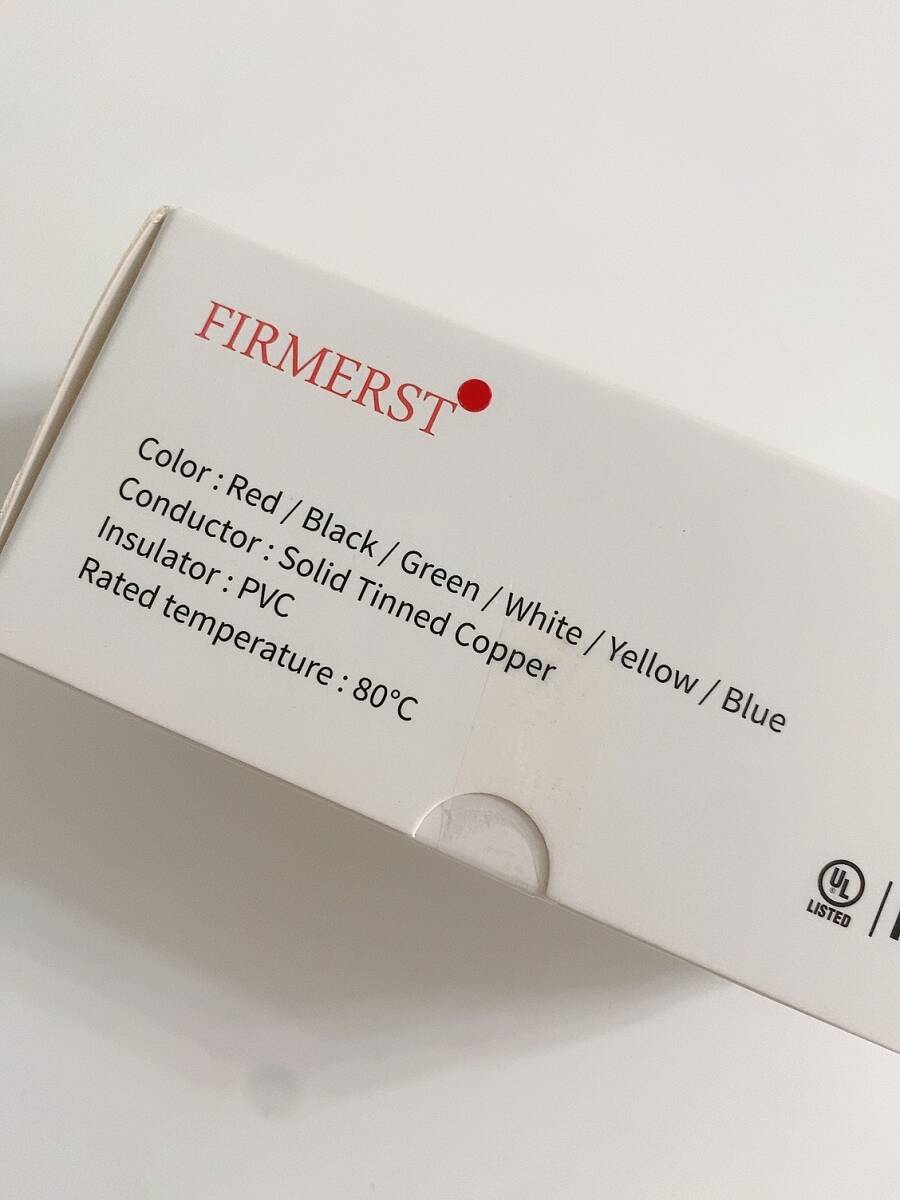 FIRMERST
Color : Red / Black / Green / White / Yellow / Blue
Conductor : Solid Tinned Copper
Insulator : PVC
Rated temperature : 80°C
UL
LISTED